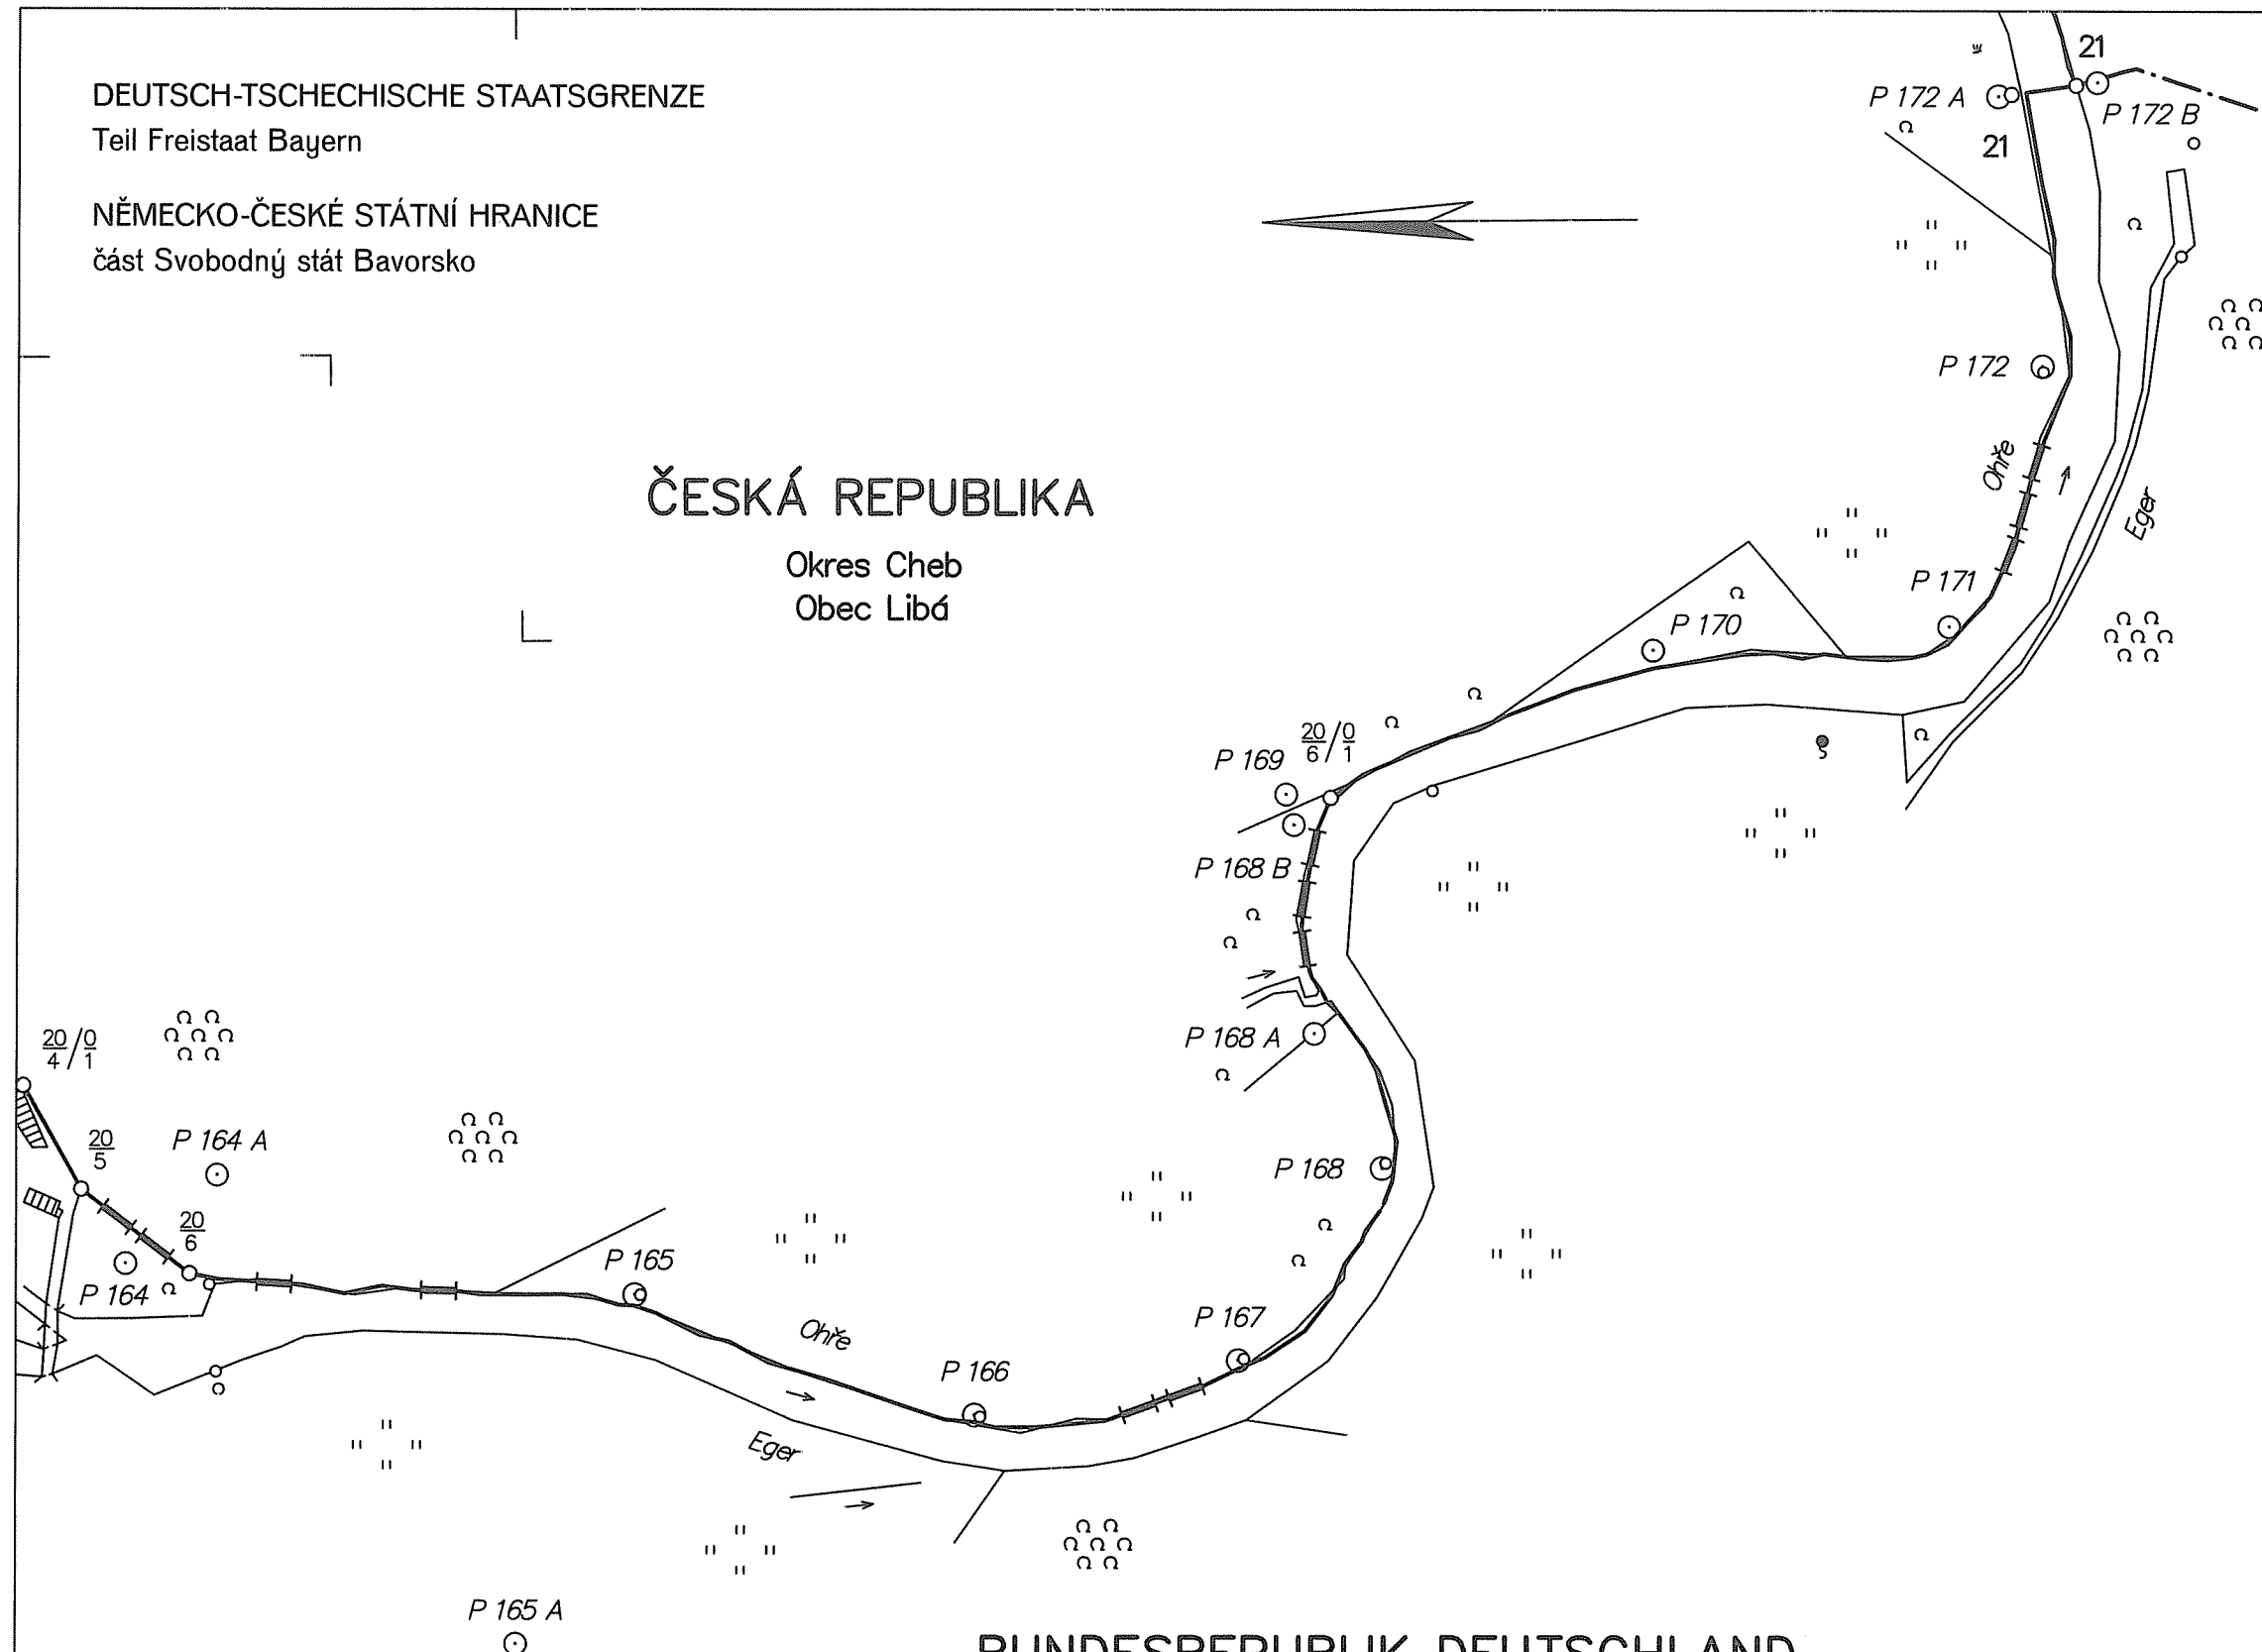 DEUTSCH-TSCHECHISCHE STAATSGRENZE
Teil Freistaat Bayern
NĚMECKO-ČESKÉ STÁTNÍ HRANICE
část Svobodný stát Bavorsko
21
P 172 A
P 172 B
21
P 172
Ohře
Eger
ČESKÁ REPUBLIKA
Okres Cheb
Obec Libá
P 171
P 170
20/6/0/1
P 169
P 168 B
P 168 A
20/4/0/1
20/5
P 164 A
P 168
20/6
P 164
P 165
Ohře
P 167
P 166
Eger
P 165 A
BUNDESREPUBLIK DEUTSCHLAND